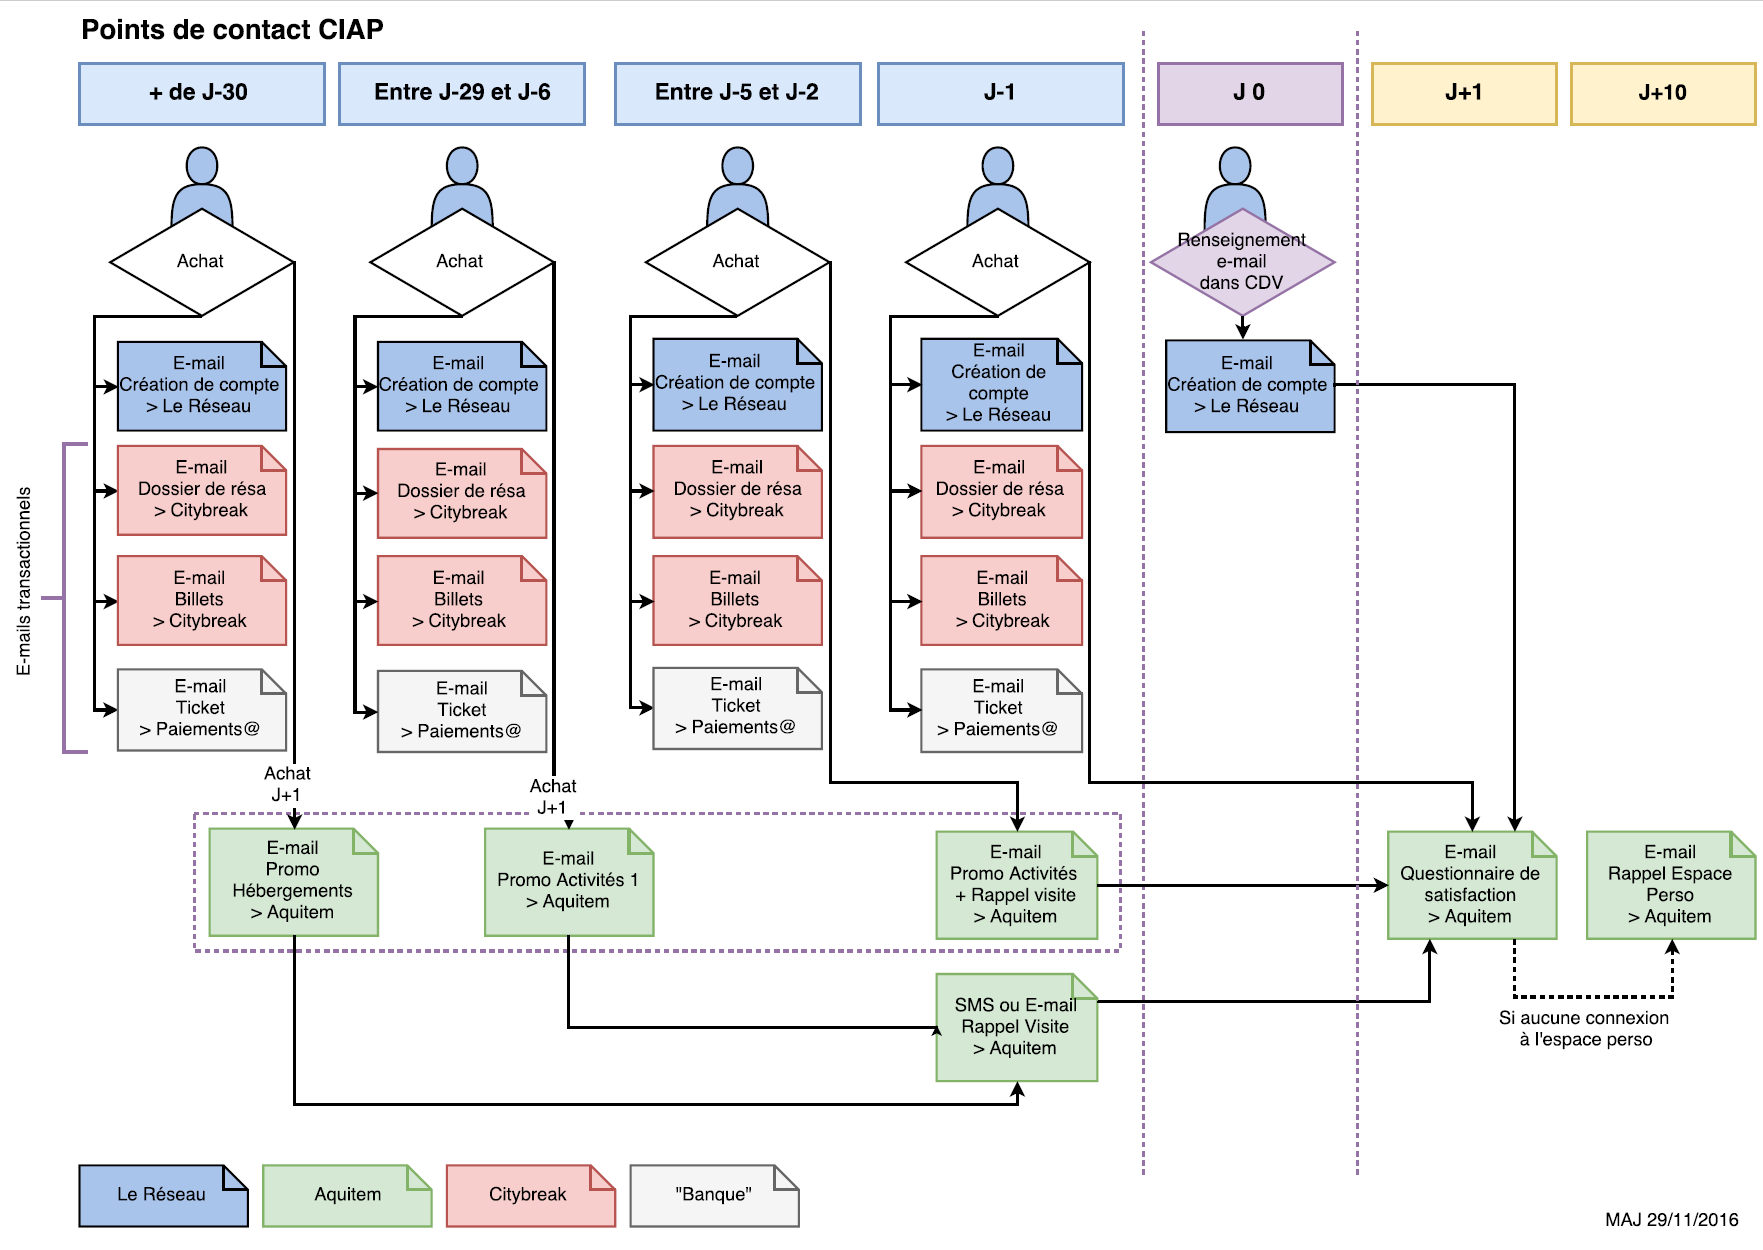 Points de contact CIAP
+ de J-30
Entre J-29 et J-6
Entre J-5 et J-2
J-1
J 0
J+1
J+10
Achat
Achat
Achat
Achat
Renseignement
e-mail
dans CDV
E-mail
Création de compte
> Le Réseau
E-mail
Création de compte
> Le Réseau
E-mail
Création de compte
> Le Réseau
E-mail
Création de
compte
> Le Réseau
E-mail
Création de compte
> Le Réseau
E-mails transactionnels
E-mail
Dossier de résa
> Citybreak
E-mail
Dossier de résa
> Citybreak
E-mail
Dossier de résa
> Citybreak
E-mail
Dossier de résa
> Citybreak
E-mail
Billets
> Citybreak
E-mail
Billets
> Citybreak
E-mail
Billets
> Citybreak
E-mail
Billets
> Citybreak
E-mail
Ticket
> Paiements@
E-mail
Ticket
> Paiements@
E-mail
Ticket
> Paiements@
E-mail
Ticket
> Paiements@
Achat
J+1
Achat
J+1
E-mail
Promo
Hébergements
> Aquitem
E-mail
Promo Activités 1
> Aquitem
E-mail
Promo Activités
+ Rappel visite
> Aquitem
E-mail
Questionnaire de
satisfaction
> Aquitem
E-mail
Rappel Espace
Perso
> Aquitem
SMS ou E-mail
Rappel Visite
> Aquitem
Si aucune connexion
à l'espace perso
Le Réseau
Aquitem
Citybreak
"Banque"
MAJ 29/11/2016